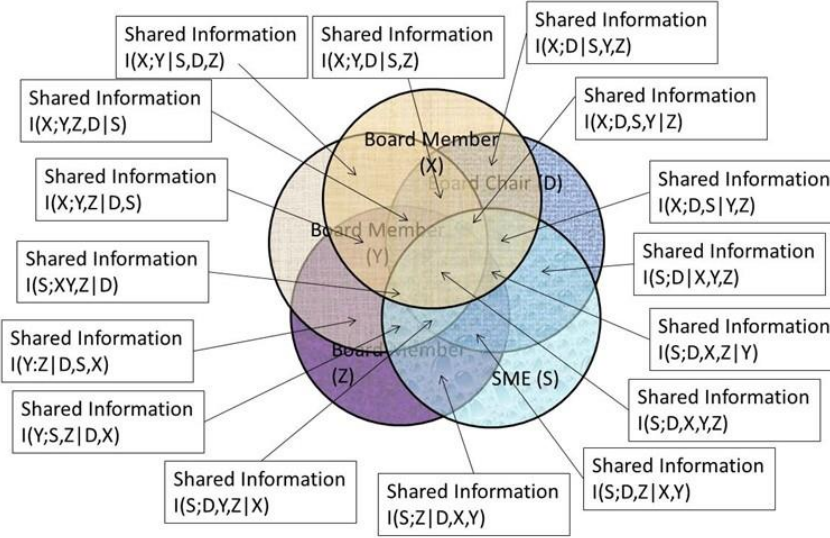 Shared Information
I(X;Y|S,D,Z)
Shared Information
I(X;Y,D|S,Z)
Shared Information
I(X;D|S,Y,Z)
Shared Information
I(X;Y,Z,D|S)
Shared Information
I(X;D,S,Y|Z)
Board Member
(X)
Board Chair (D)
Shared Information
I(X;Y,Z|D,S)
Shared Information
I(X;D,S|Y,Z)
Board Member
(Y)
Shared Information
I(S;XY,Z|D)
Shared Information
I(S;D|X,Y,Z)
Shared Information
I(Y:Z|D,S,X)
Shared Information
I(S;D,X,Z|Y)
Board Member
(Z)
SME (S)
Shared Information
I(Y;S,Z|D,X)
Shared Information
I(S;D,X,Y,Z)
Shared Information
I(S;D,Y,Z|X)
Shared Information
I(S;Z|D,X,Y)
Shared Information
I(S;D,Z|X,Y)